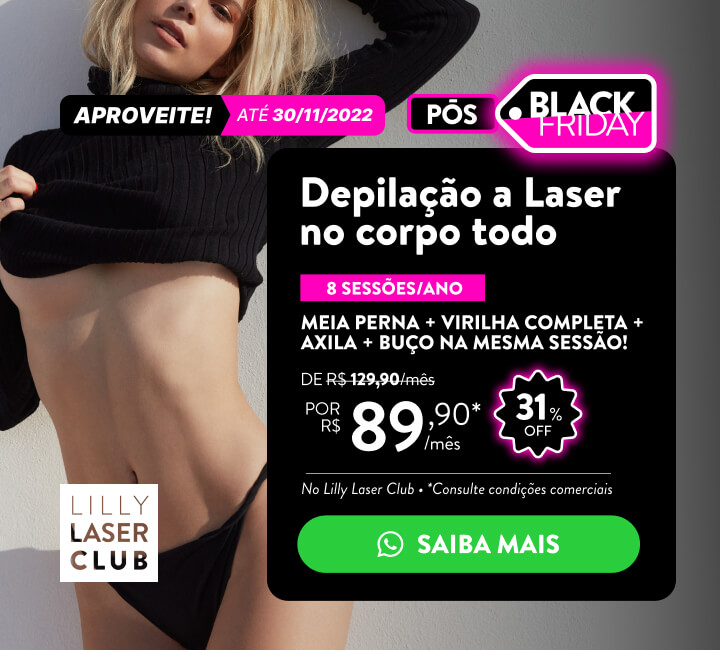 APROVEITE! ATÉ 30/11/2022
PÓS BLACK
FRIDAY
Depilação a Laser
no corpo todo
8 SESSÕES/ANO
MEIA PERNA + VIRILHA COMPLETA +
AXILA + BUÇO NA MESMA SESSÃO!
DE R$ 129,90/mês
POR
R$ 89,90*
/mês
31%
OFF
No Lilly Laser Club • *Consulte condições comerciais
LILLY
LASER
CLUB
SAIBA MAIS